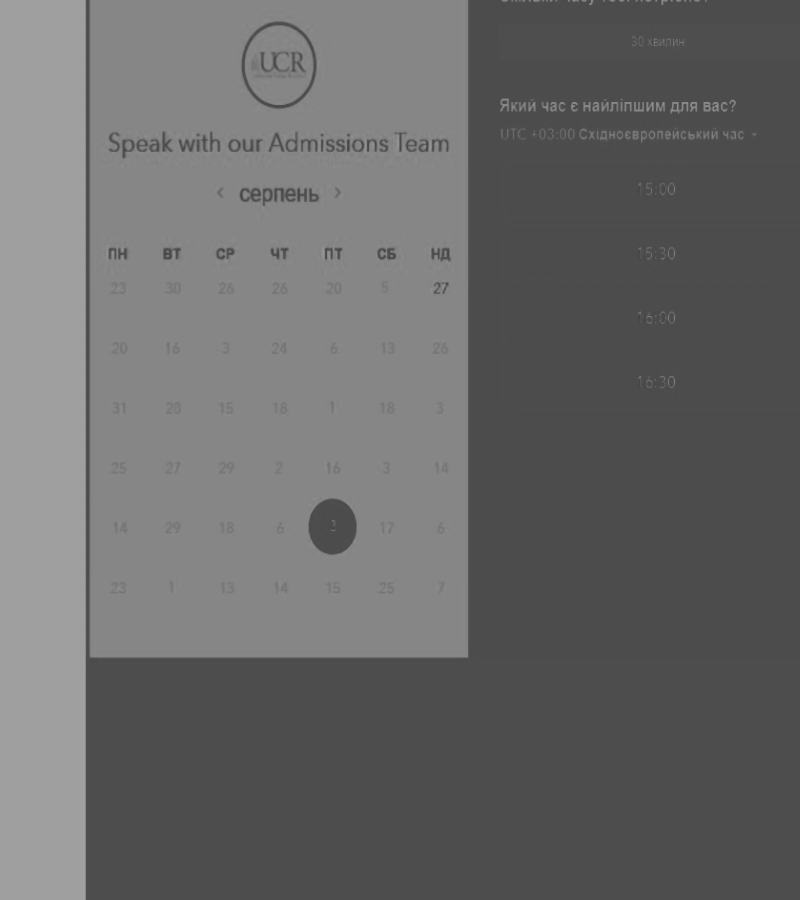 UCR
Speak with our Admissions Team
< серпень >
ПН ВТ СР ЧТ ПТ СБ НД
23 30 26 26 20 5 27
20 16 3 24 6 13 26
31 28 15 18 1 18 3
25 27 29 2 16 3 14
14 29 18 6 3 17 6
23 1 13 14 15 25 7
30 хвилин
Який час є найліпшим для вас?
UTC +03:00 Східноєвропейський час
15:00
15:30
16:00
16:30